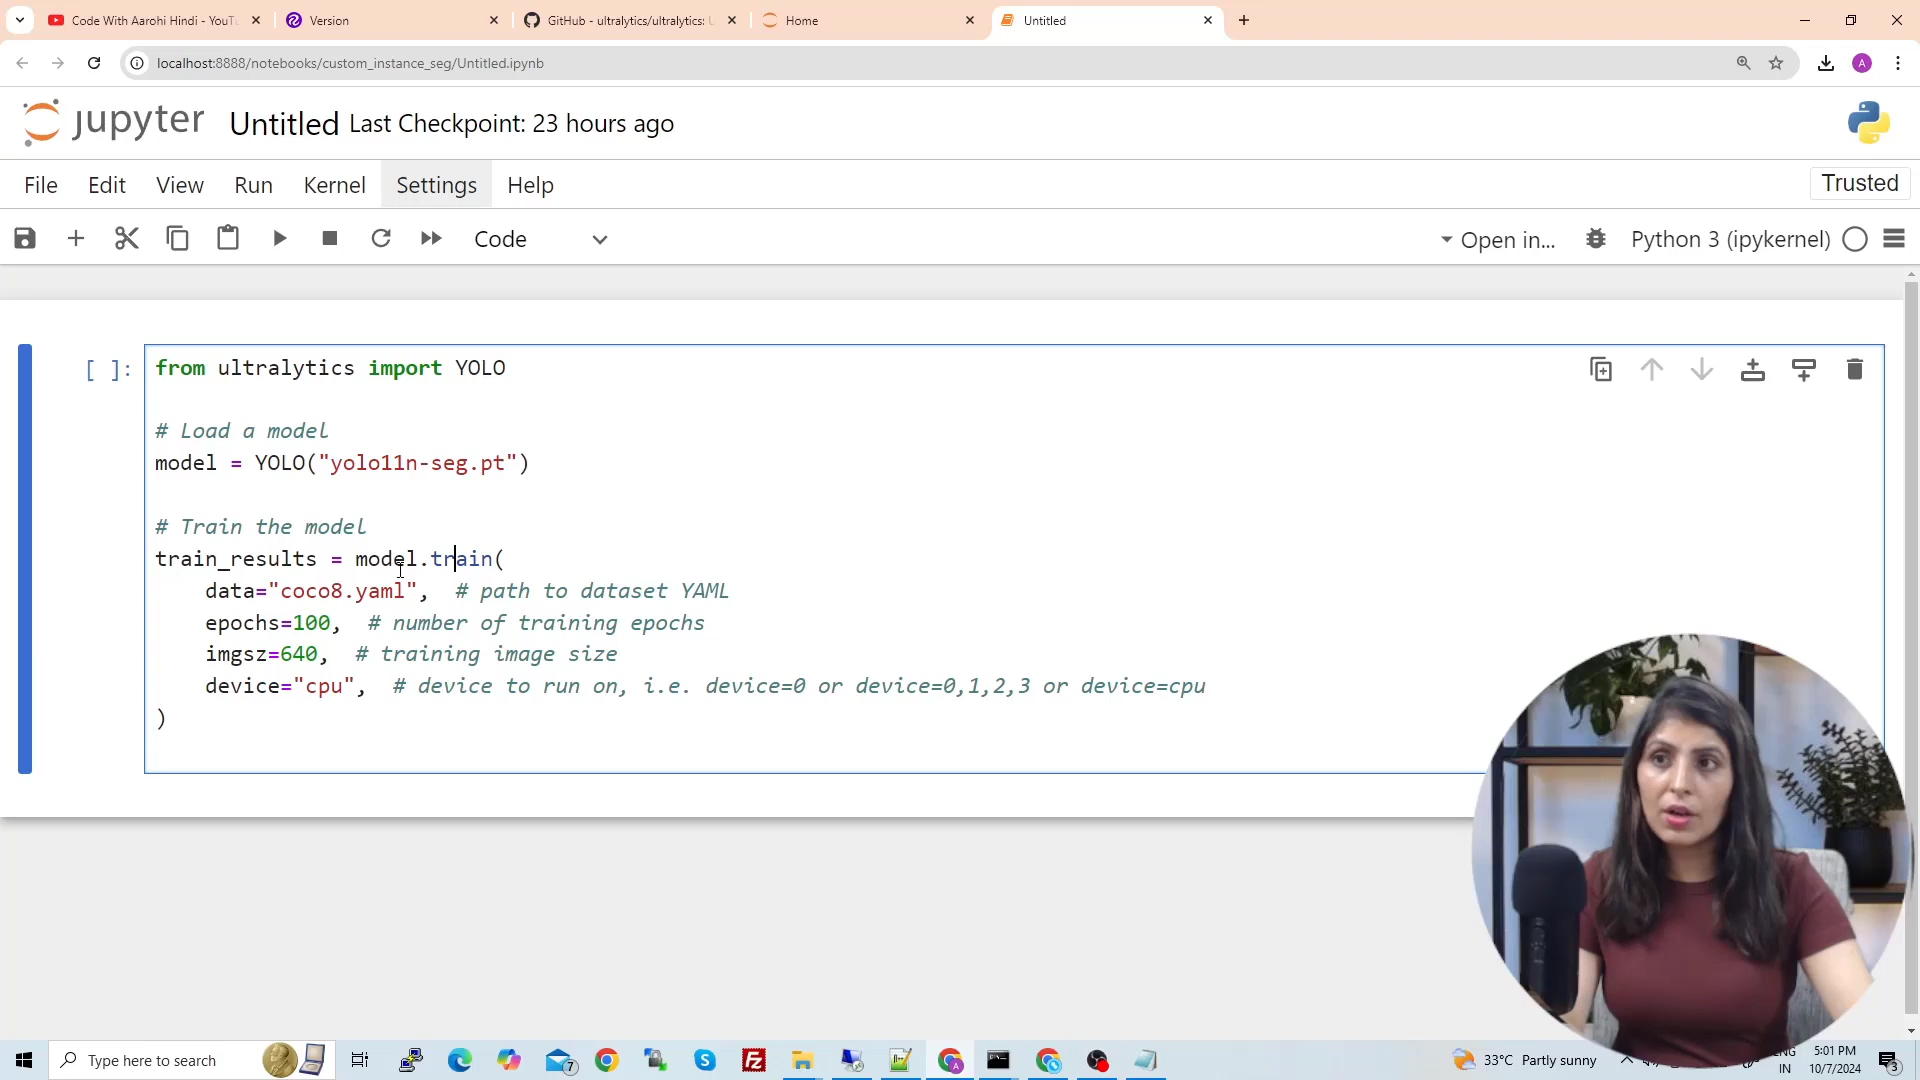 Code With Aarohi Hindi - YouTu
Version
GitHub - ultralytics/ultralytics: U
Home
Untitled
localhost:8888/notebooks/custom_instance_seg/Untitled.ipynb
A
jupyter Untitled Last Checkpoint: 23 hours ago
File Edit View Run Kernel Settings Help
Trusted
Code
Open in...
Python 3 (ipykernel)
[ ]:
from ultralytics import YOLO
# Load a model
model = YOLO("yolo11n-seg.pt")
# Train the model
train_results = model.train(
data="coco8.yaml",  # path to dataset YAML
epochs=100,  # number of training epochs
imgsz=640,  # training image size
device="cpu",  # device to run on, i.e. device=0 or device=0,1,2,3 or device=cpu
)
Type here to search
7
33°C Partly sunny
ENG
IN
5:01 PM
10/7/2024
3